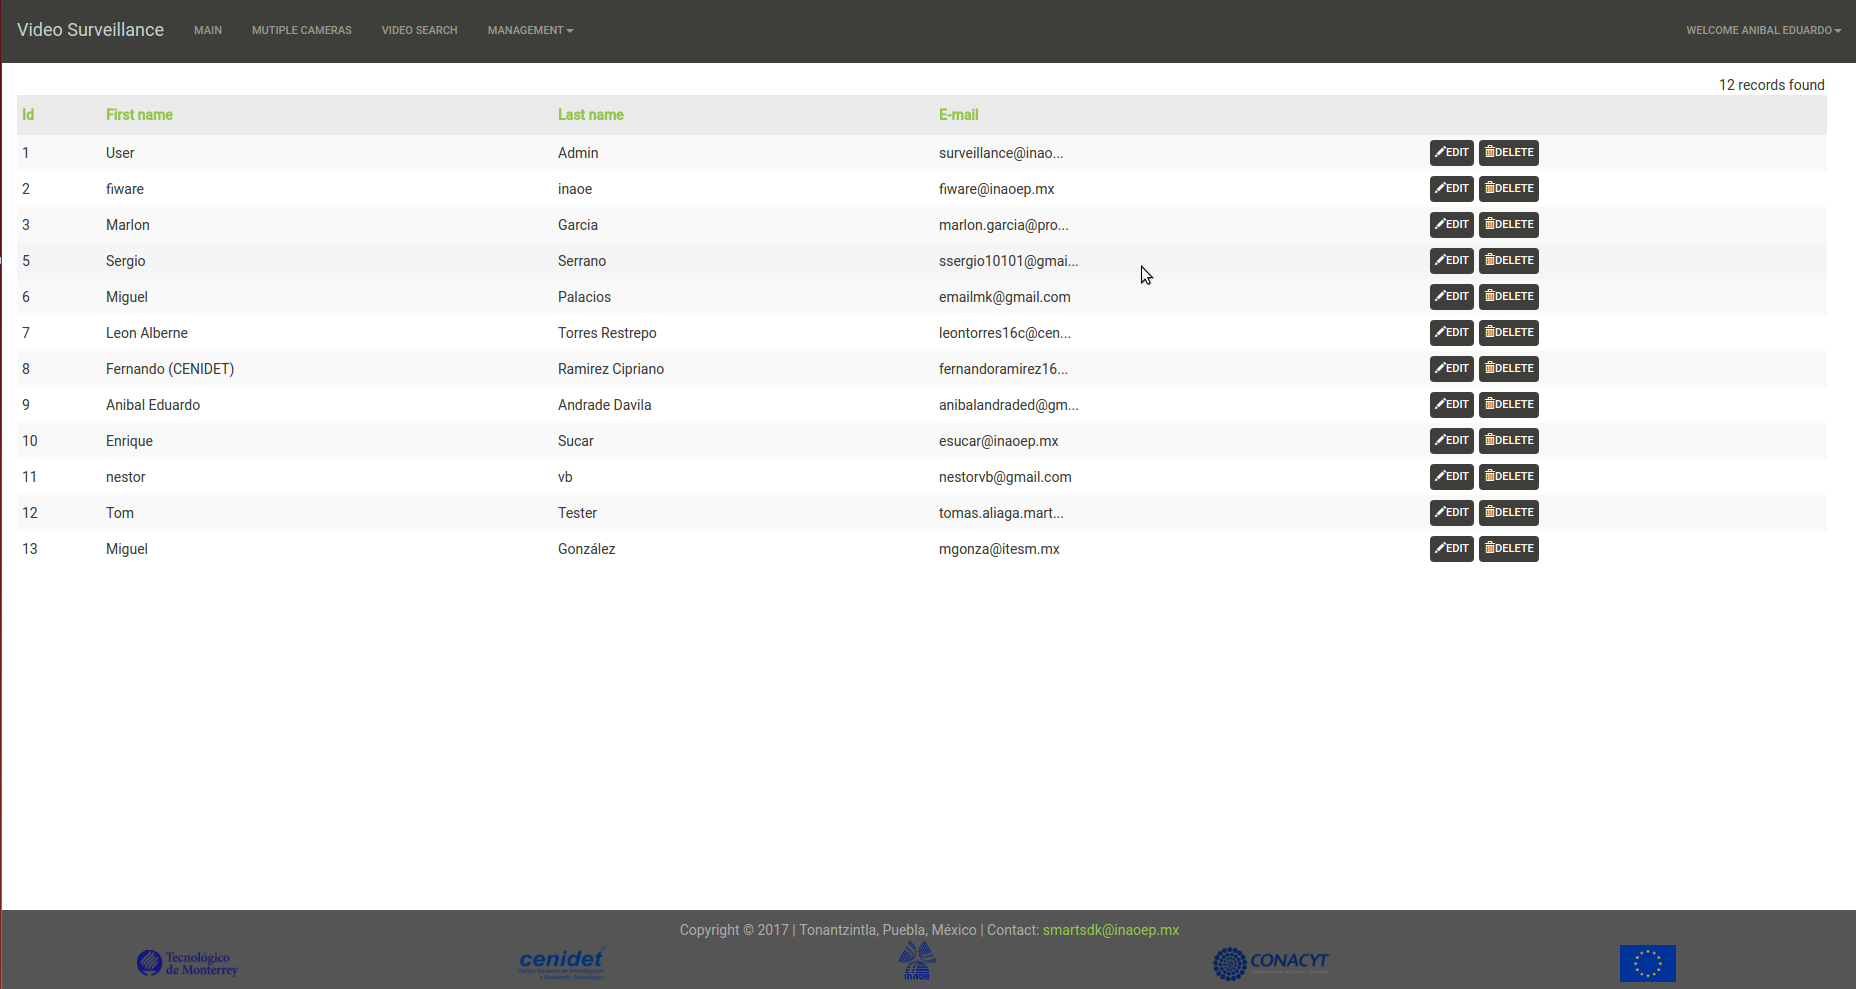 Video Surveillance MAIN MUTIPLE CAMERAS VIDEO SEARCH MANAGEMENT WELCOME ANIBAL EDUARDO
12 records found
Id First name Last name E-mail
1 User Admin surveillance@inao... EDIT DELETE
2 fiware inaoe fiware@inaoep.mx EDIT DELETE
3 Marlon Garcia marlon.garcia@pro... EDIT DELETE
5 Sergio Serrano ssergio10101@gmai... EDIT DELETE
6 Miguel Palacios emailmk@gmail.com EDIT DELETE
7 Leon Alberne Torres Restrepo leontorres16c@cen... EDIT DELETE
8 Fernando (CENIDET) Ramirez Cipriano fernandoramirez16... EDIT DELETE
9 Anibal Eduardo Andrade Davila anibalandraded@gm... EDIT DELETE
10 Enrique Sucar esucar@inaoep.mx EDIT DELETE
11 nestor vb nestorvb@gmail.com EDIT DELETE
12 Tom Tester tomas.aliaga.mart... EDIT DELETE
13 Miguel González mgonza@itesm.mx EDIT DELETE
Copyright © 2017 | Tonantzintla, Puebla, México | Contact: smartsdk@inaoep.mx
Tecnológico
de Monterrey
cenidet
inaoe
CONACYT